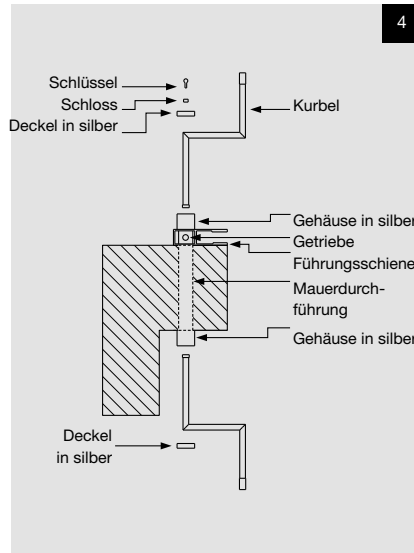 4
Schlüssel
Schloss
Deckel in silber
Kurbel
Gehäuse in silber
Getriebe
Führungsschiene
Mauerdurch-
führung
Gehäuse in silber
Deckel
in silber